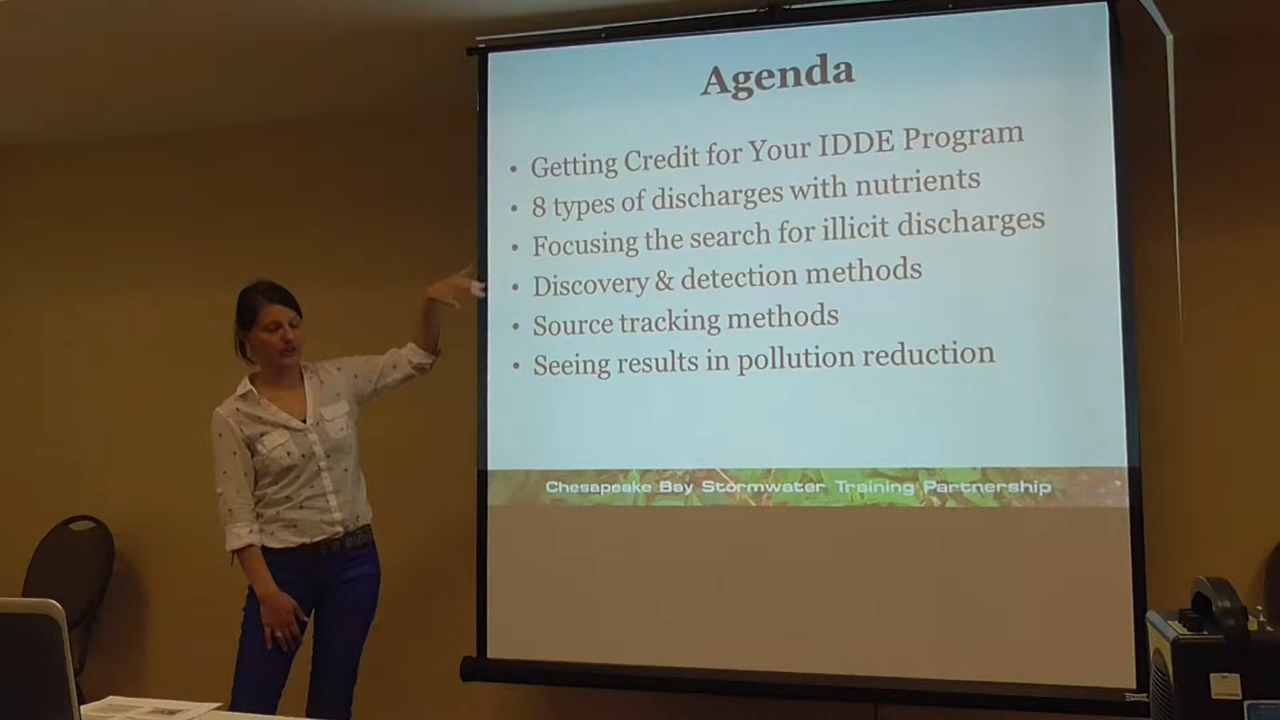 Agenda
• Getting Credit for Your IDDE Program
• 8 types of discharges with nutrients
• Focusing the search for illicit discharges
• Discovery & detection methods
• Source tracking methods
• Seeing results in pollution reduction
Chesapeake Bay Stormwater Training Partnership